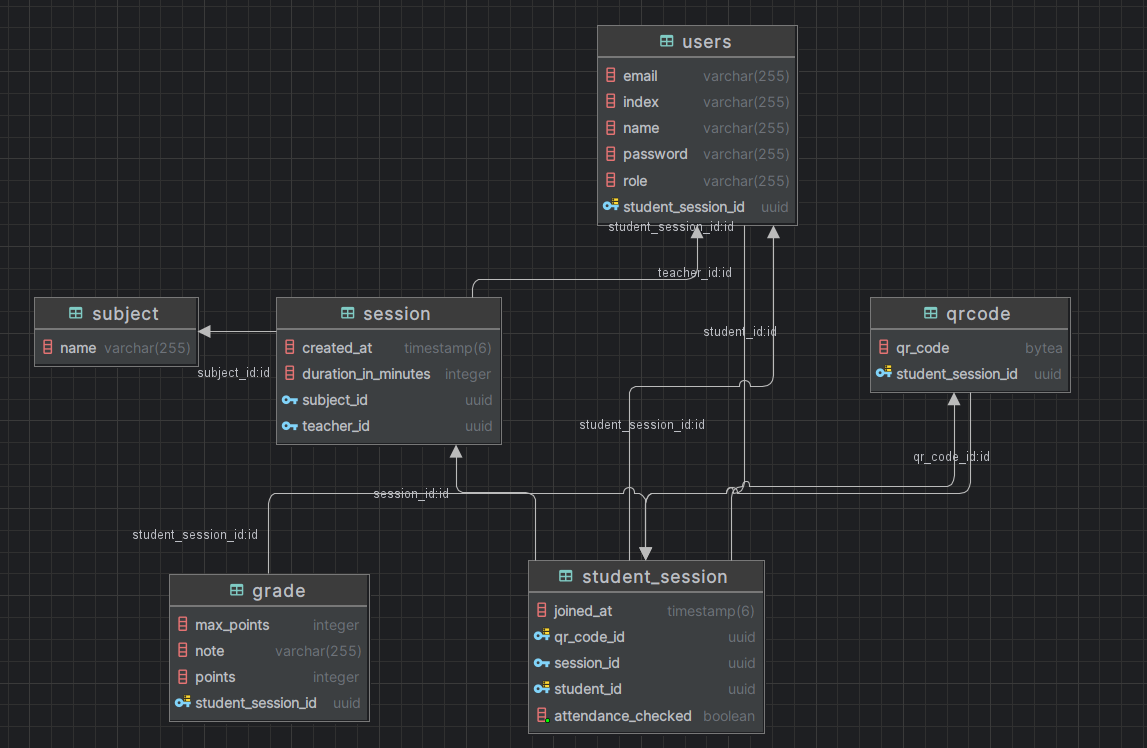 users
email varchar(255)
index varchar(255)
name varchar(255)
password varchar(255)
role varchar(255)
student_session_id uuid
student_session_id:id
teacher_id:id
subject
name varchar(255)
session
created_at timestamp(6)
duration_in_minutes integer
subject_id uuid
teacher_id uuid
qrcode
qr_code bytea
student_session_id uuid
student_id:id
subject_id:id
student_session_id:id
qr_code_id:id
session_id:id
student_session_id:id
grade
max_points integer
note varchar(255)
points integer
student_session_id uuid
student_session
joined_at timestamp(6)
qr_code_id uuid
session_id uuid
student_id uuid
attendance_checked boolean